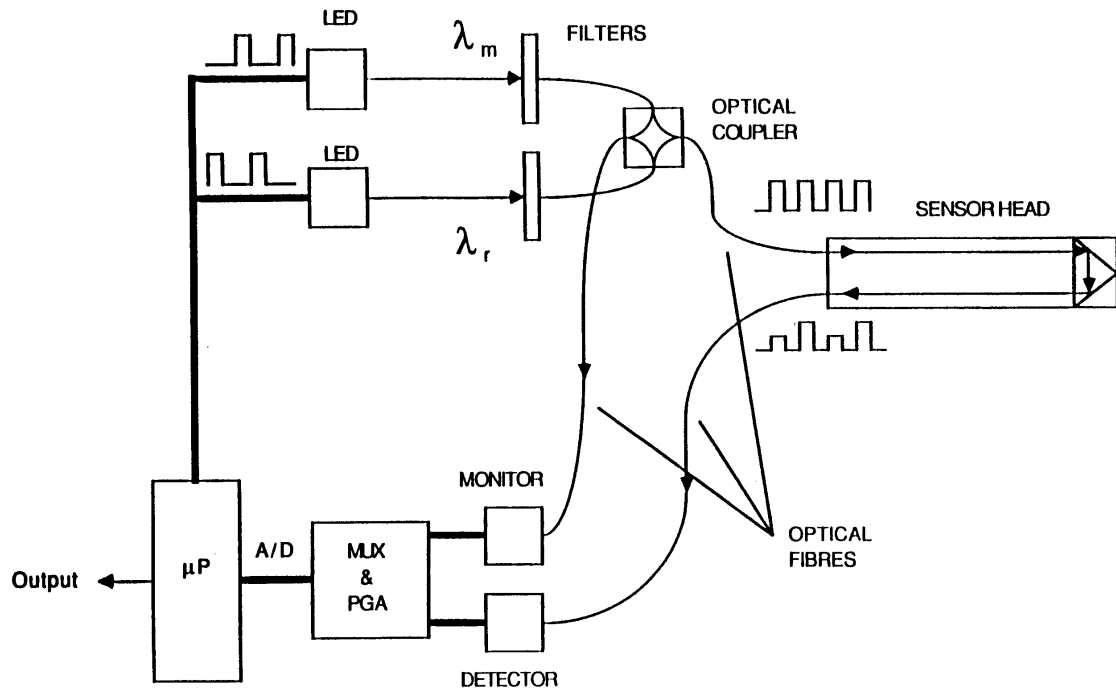 LED
λm
FILTERS
OPTICAL
COUPLER
LED
λr
SENSOR HEAD
MONITOR
OPTICAL
FIBRES
Output
μP
A/D
MUX
&
PGA
DETECTOR